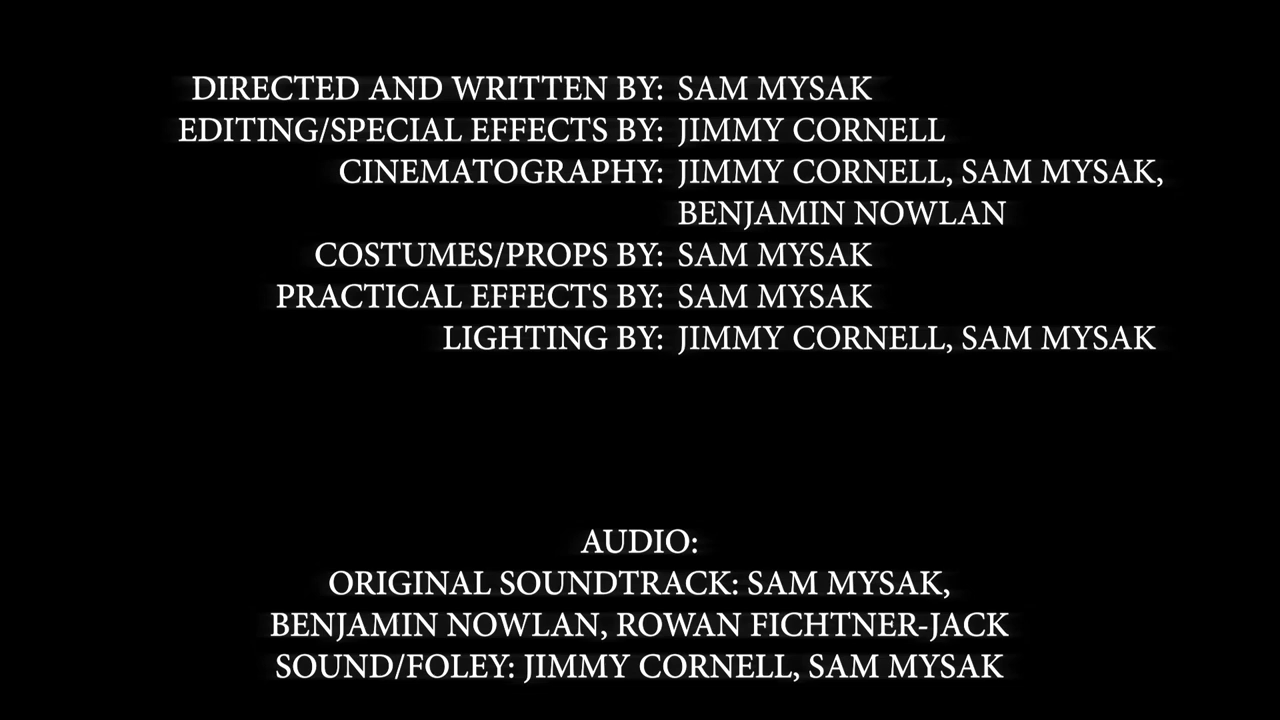 DIRECTED AND WRITTEN BY: SAM MYSAK
EDITING/SPECIAL EFFECTS BY: JIMMY CORNELL
CINEMATOGRAPHY: JIMMY CORNELL, SAM MYSAK,
BENJAMIN NOWLAN
COSTUMES/PROPS BY: SAM MYSAK
PRACTICAL EFFECTS BY: SAM MYSAK
LIGHTING BY: JIMMY CORNELL, SAM MYSAK
AUDIO:
ORIGINAL SOUNDTRACK: SAM MYSAK,
BENJAMIN NOWLAN, ROWAN FICHTNER-JACK
SOUND/FOLEY: JIMMY CORNELL, SAM MYSAK